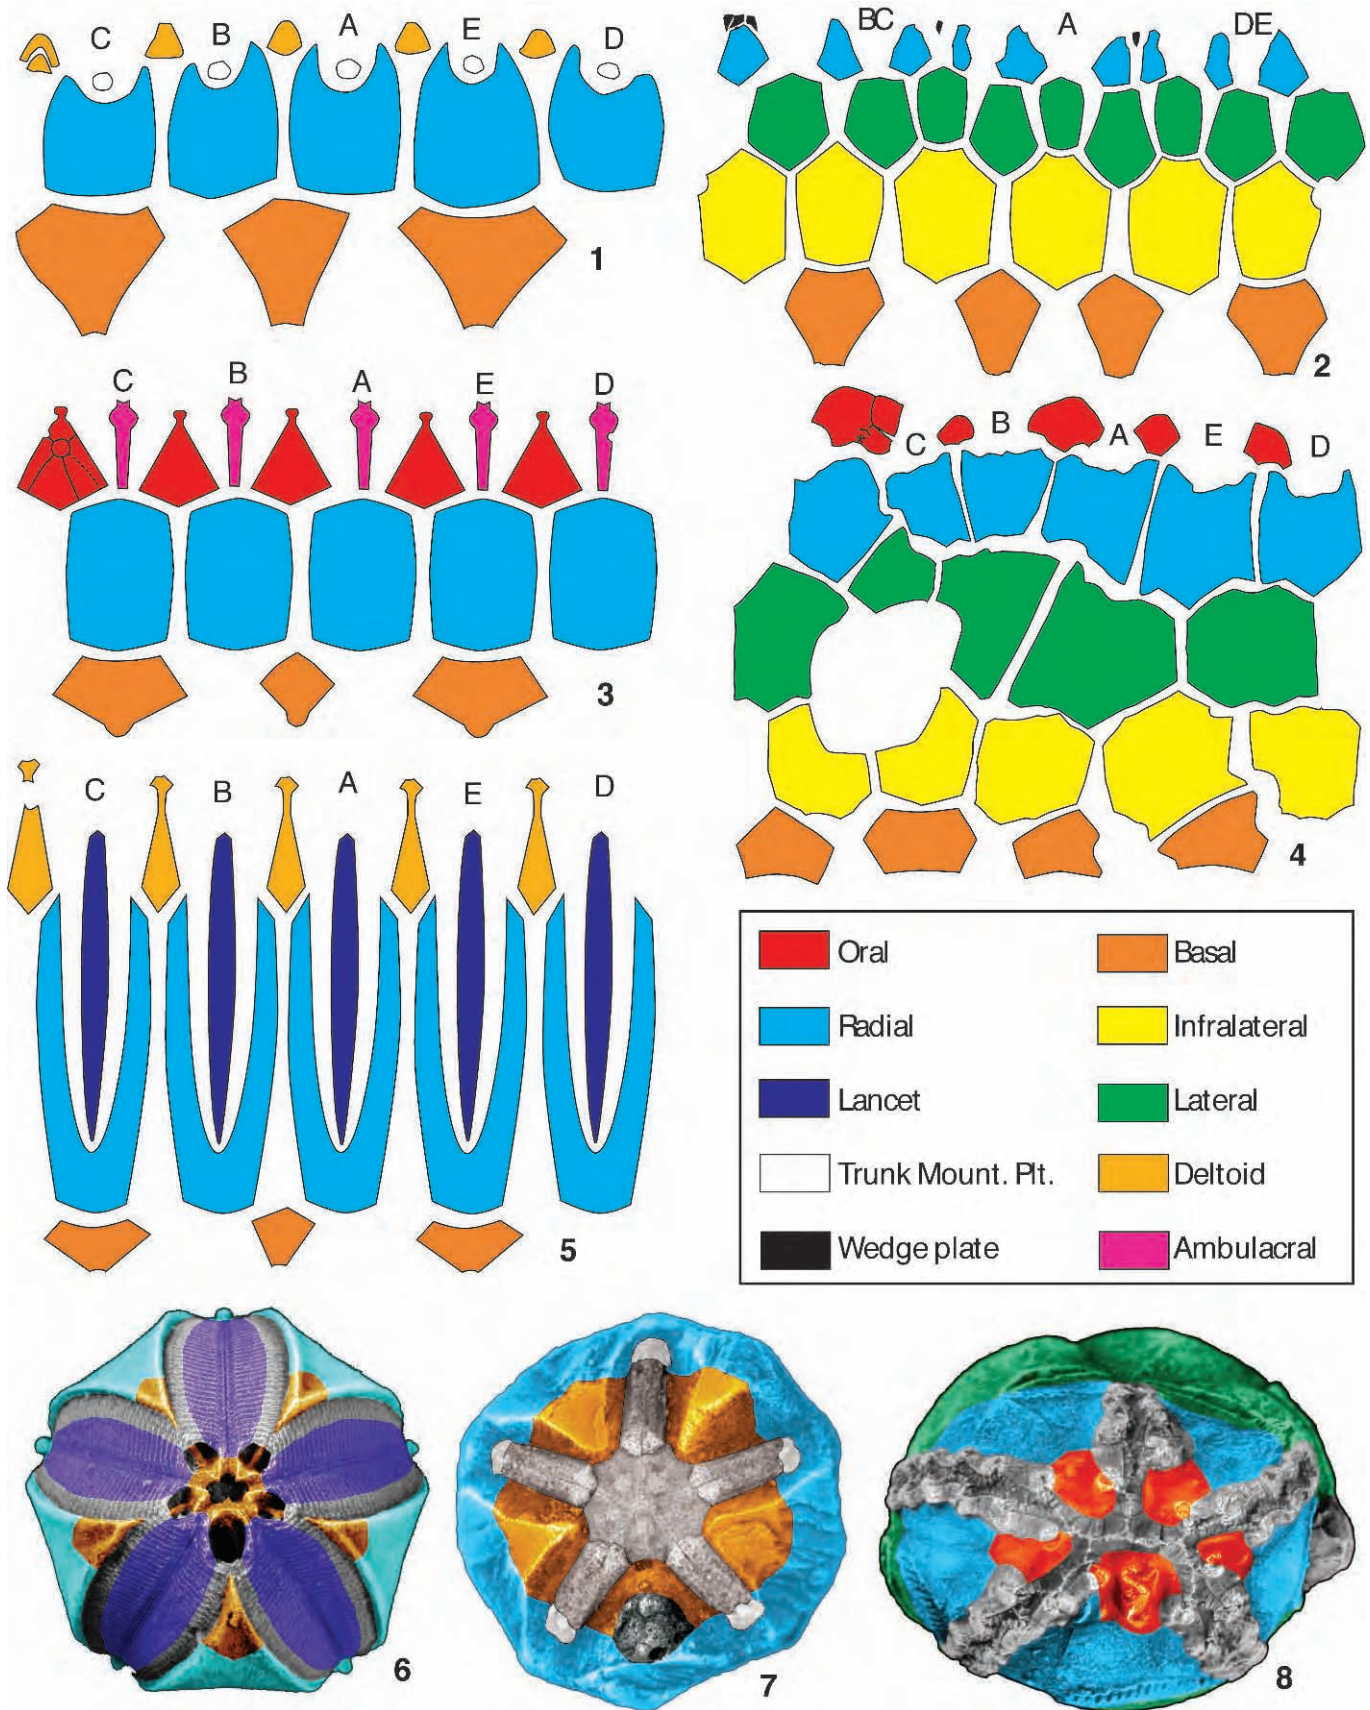 C B A E D
1
BC A DE
2
C B A E D
3
C B A E D
4
C B A E D
5
Oral
Basal
Radial
Infralateral
Lancet
Lateral
Trunk Mount. Plt.
Deltoid
Wedge plate
Ambulacral
6
7
8